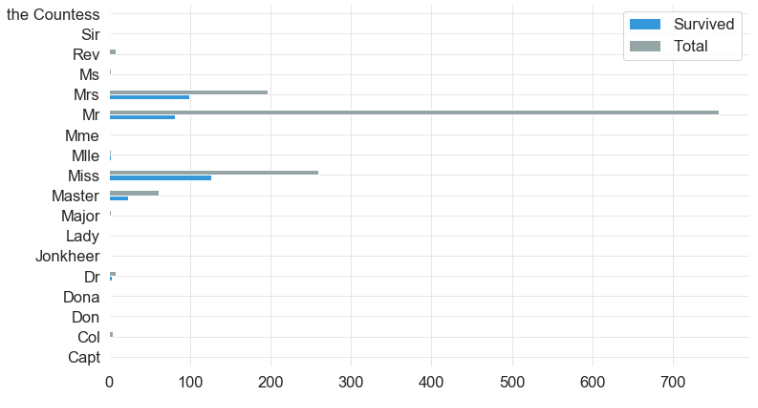 the Countess
Sir
Rev
Ms
Mrs
Mr
Mme
Mlle
Miss
Master
Major
Lady
Jonkheer
Dr
Dona
Don
Col
Capt
Survived
Total
0 100 200 300 400 500 600 700